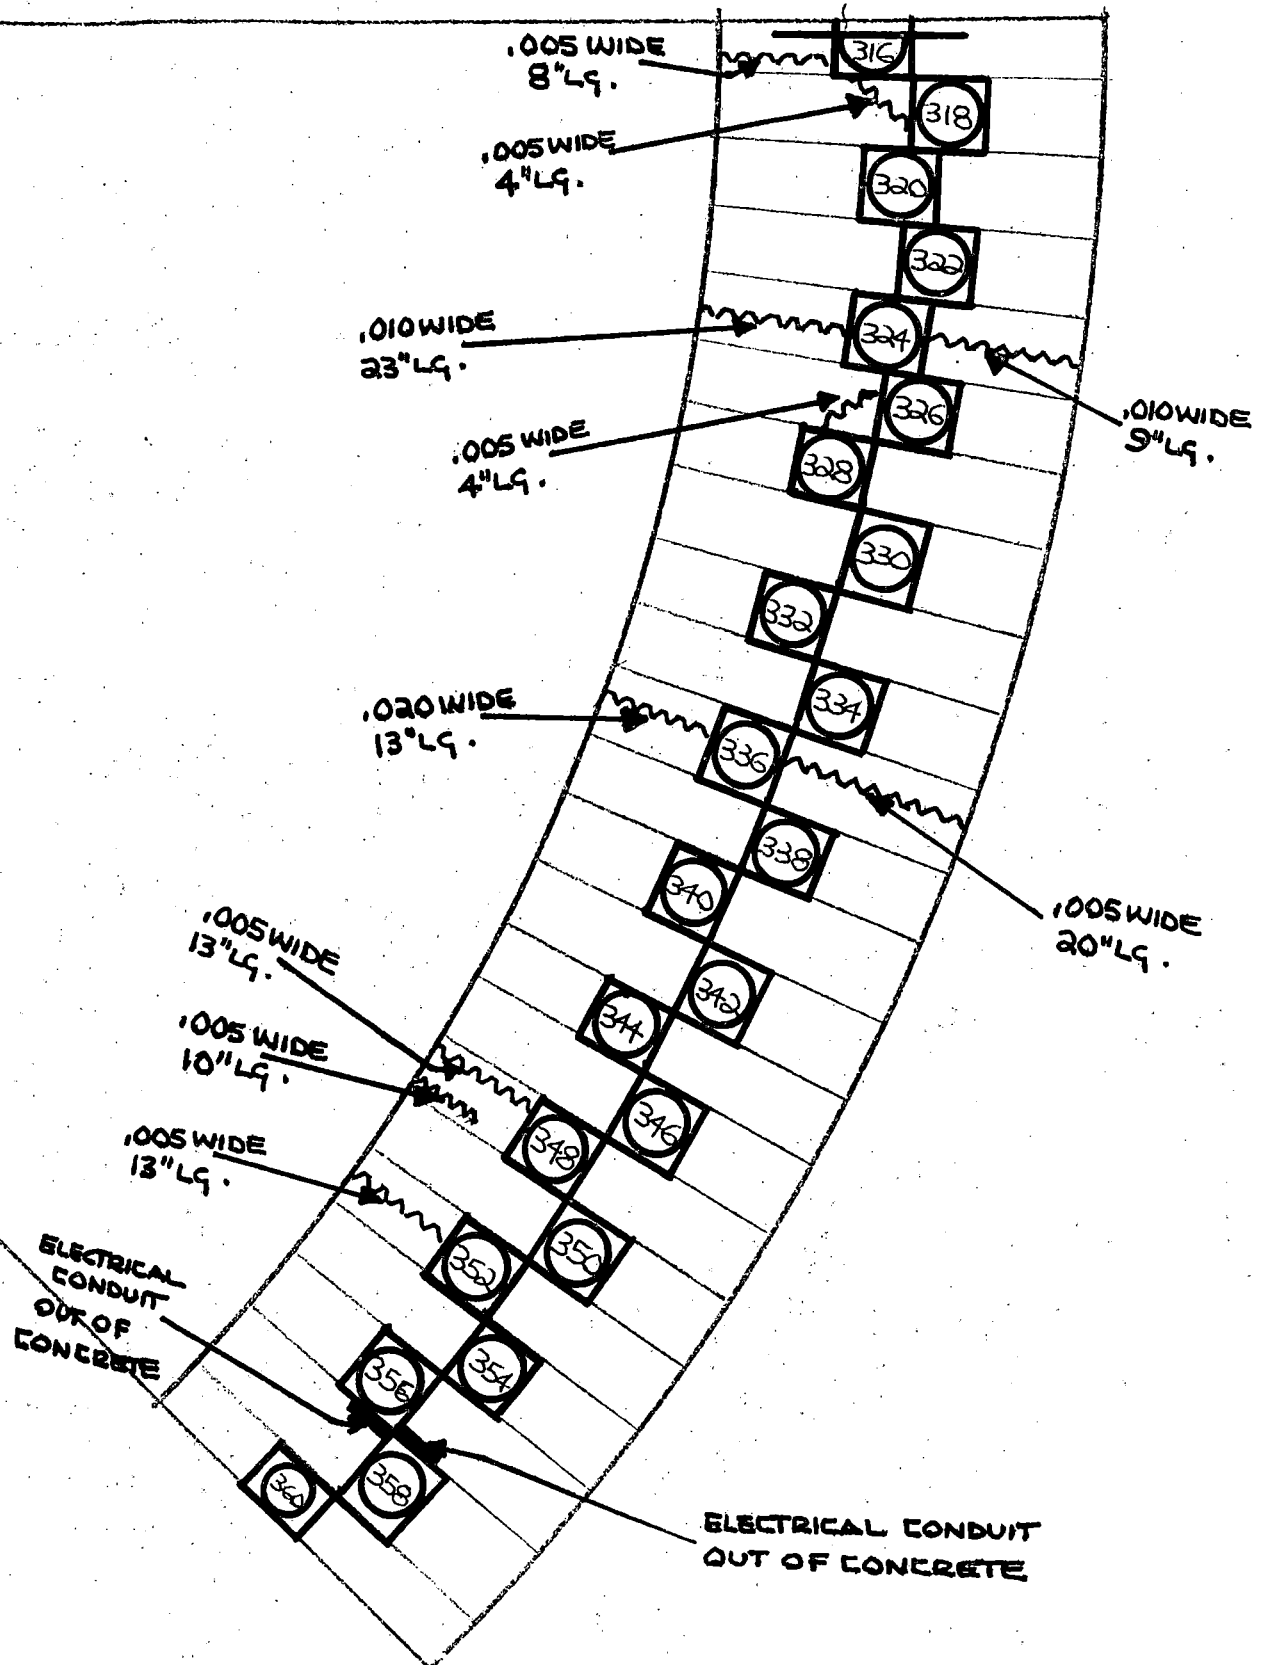 .005 WIDE
8"LG.
316
318
.005 WIDE
4"LG.
320
322
.010 WIDE
23"LG.
324
.010 WIDE
9"LG.
326
.005 WIDE
4"LG.
328
330
332
.020 WIDE
13"LG.
334
336
338
340
.005 WIDE
20"LG.
.005 WIDE
13"LG.
342
344
.005 WIDE
10"LG.
346
348
.005 WIDE
13"LG.
350
352
ELECTRICAL
CONDUIT
OUT OF
CONCRETE
354
356
358
360
ELECTRICAL CONDUIT
OUT OF CONCRETE